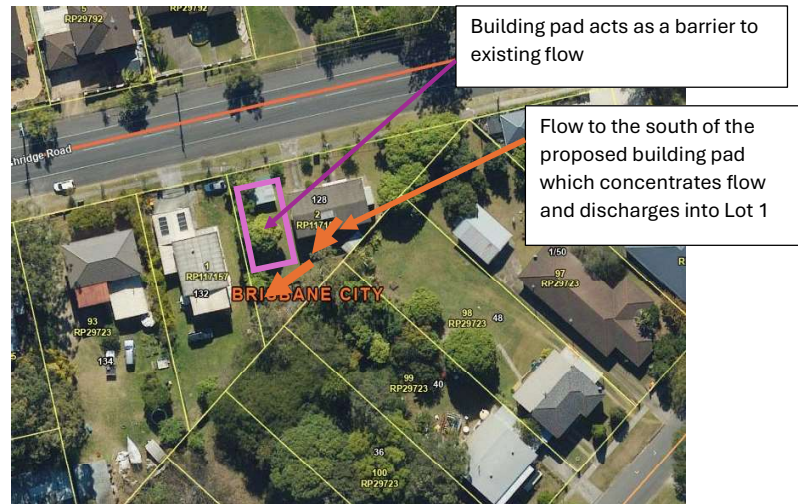 Building pad acts as a barrier to
existing flow
Flow to the south of the
proposed building pad
which concentrates flow
and discharges into Lot 1
5
RP29792
RP29792
hridge Road
128
2
1
RP117157
132
BRISBANE CITY
93
RP29723
134
1/50
97
RP29723
98
48
RP29723
99
40
RP29723
36
100
RP29723